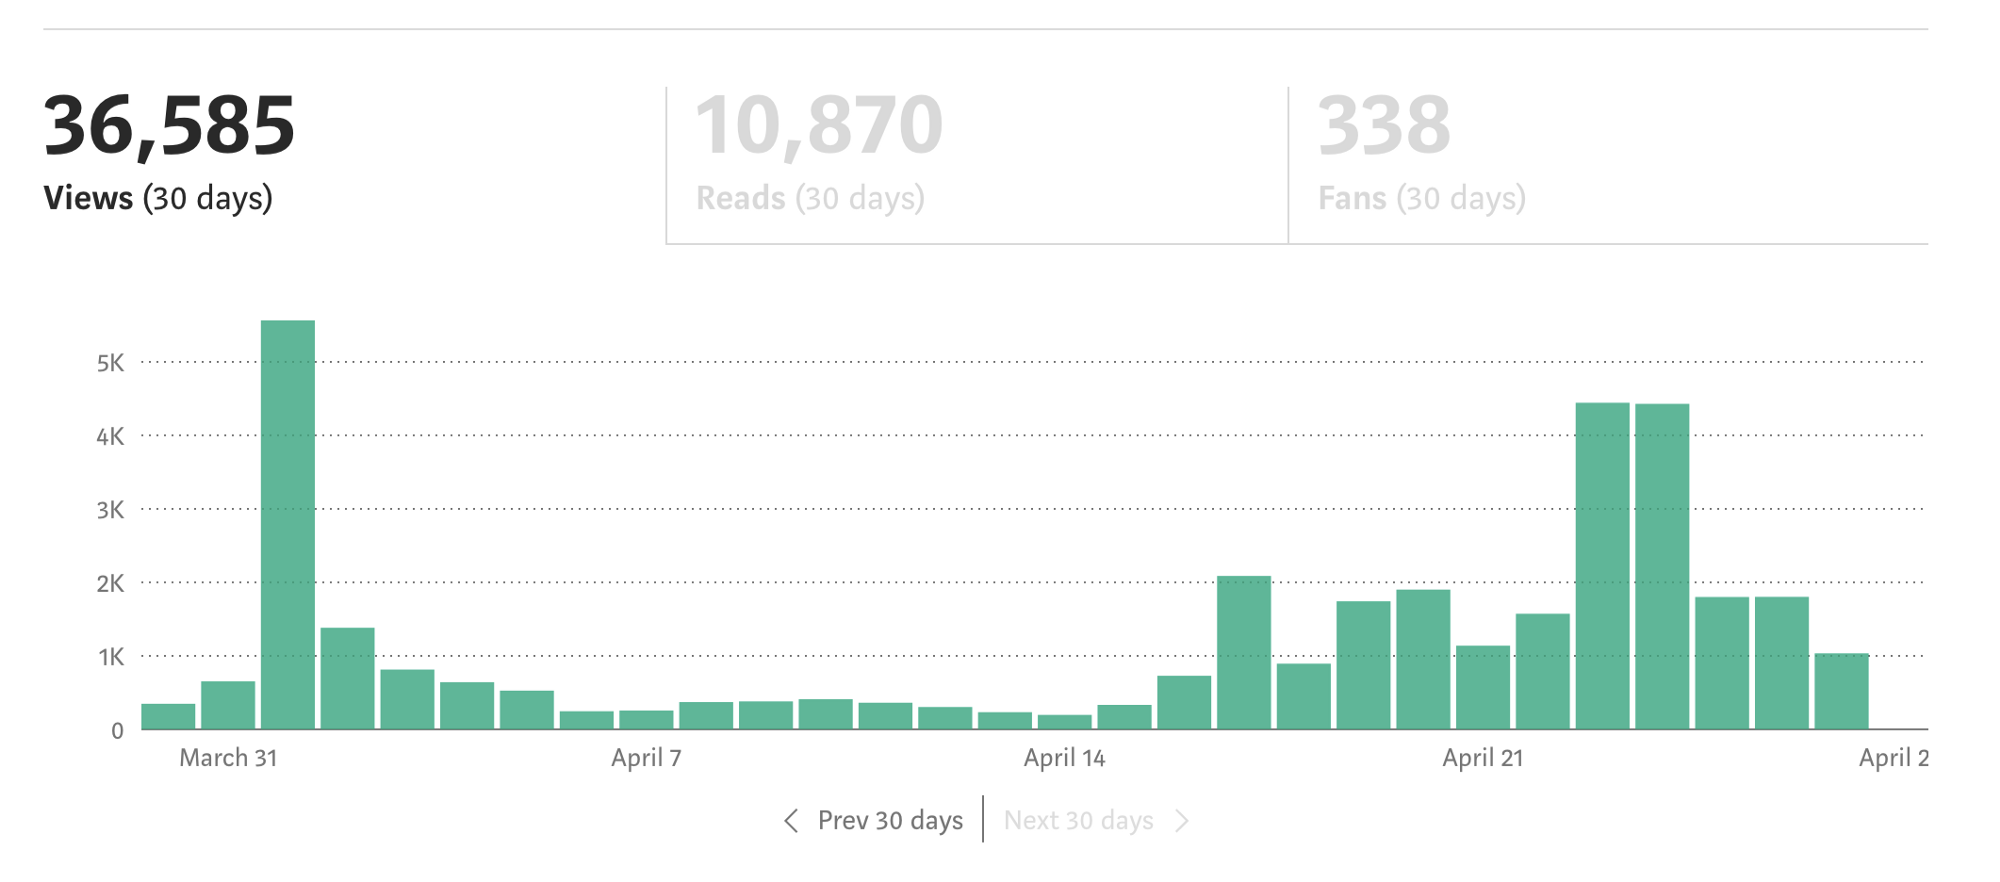 36,585
Views (30 days)
10,870
Reads (30 days)
338
Fans (30 days)
5K
4K
3K
2K
1K
0
March 31
April 7
April 14
April 21
April 2
Prev 30 days
Next 30 days